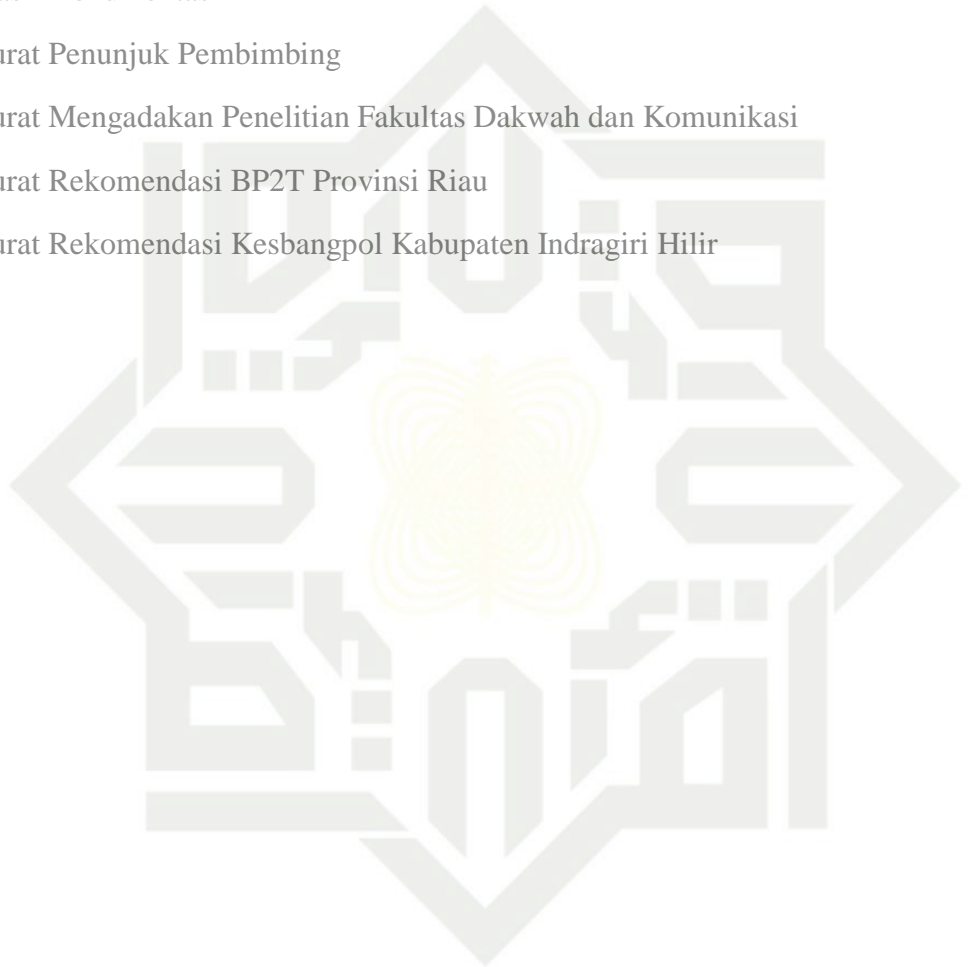 urat Penunjuk Pembimbing
urat Mengadakan Penelitian Fakultas Dakwah dan Komunikasi
urat Rekomendasi BP2T Provinsi Riau
urat Rekomendasi Kesbangpol Kabupaten Indragiri Hilir